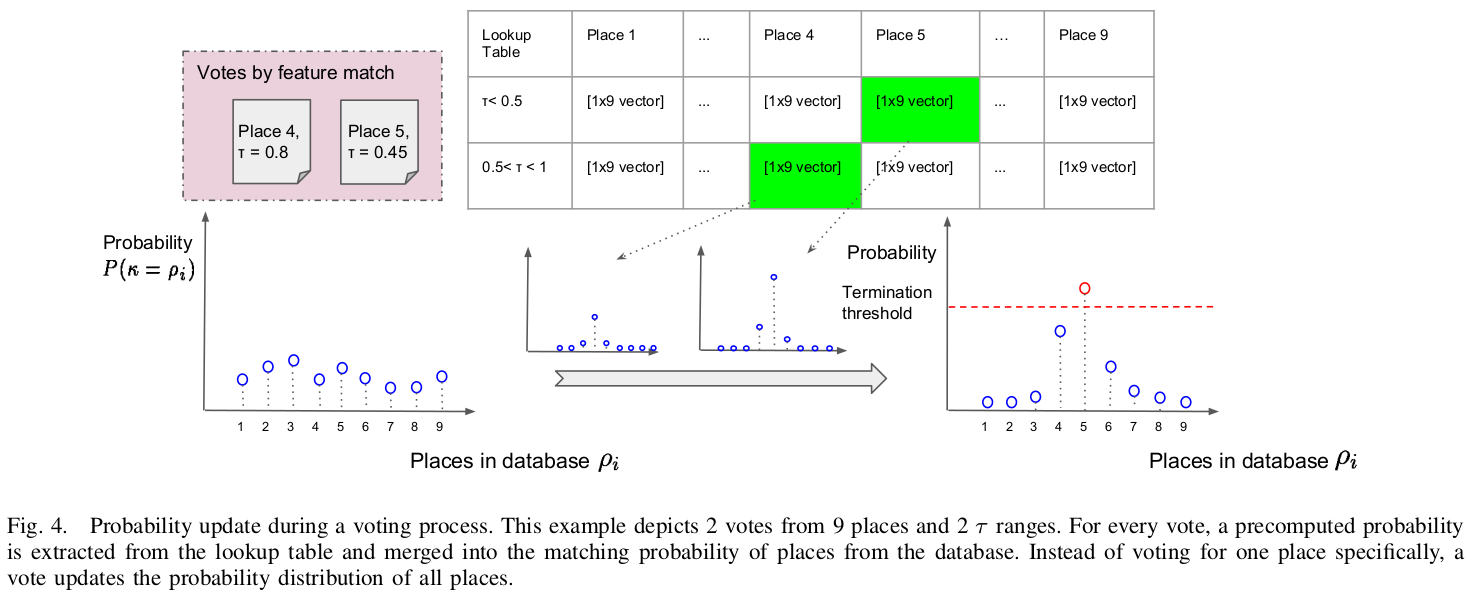 Votes by feature match
Place 4,
τ = 0.8
Place 5,
τ = 0.45
Lookup
Table
Place 1
...
Place 4
Place 5
...
Place 9
τ< 0.5
[1x9 vector]
...
[1x9 vector]
[1x9 vector]
...
[1x9 vector]
0.5< τ < 1
[1x9 vector]
...
[1x9 vector]
[1x9 vector]
...
[1x9 vector]
Probability
P(κ = ρi)
1 2 3 4 5 6 7 8 9
Places in database ρi
Probability
Termination
threshold
1 2 3 4 5 6 7 8 9
Places in database ρi
Fig. 4. Probability update during a voting process. This example depicts 2 votes from 9 places and 2 τ ranges. For every vote, a precomputed probability
is extracted from the lookup table and merged into the matching probability of places from the database. Instead of voting for one place specifically, a
vote updates the probability distribution of all places.